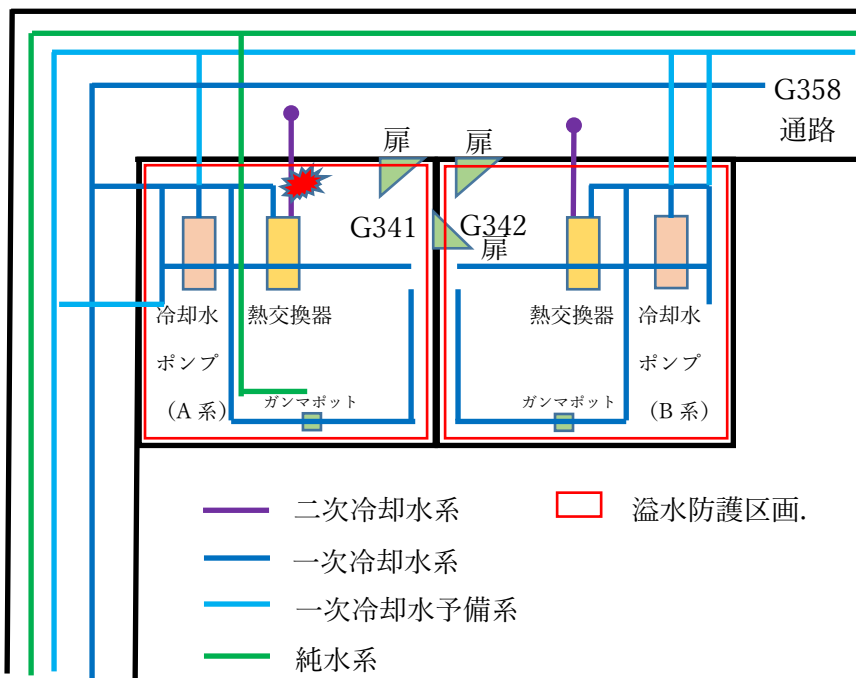 G358
通路
扉
扉
G341
G342
扉
冷却水
ポンプ
（A 系）
熱交換器
ガンマポット
熱交換器
冷却水
ポンプ
（B 系）
ガンマポット
二次冷却水系
溢水防護区画.
一次冷却水系
一次冷却水予備系
純水系